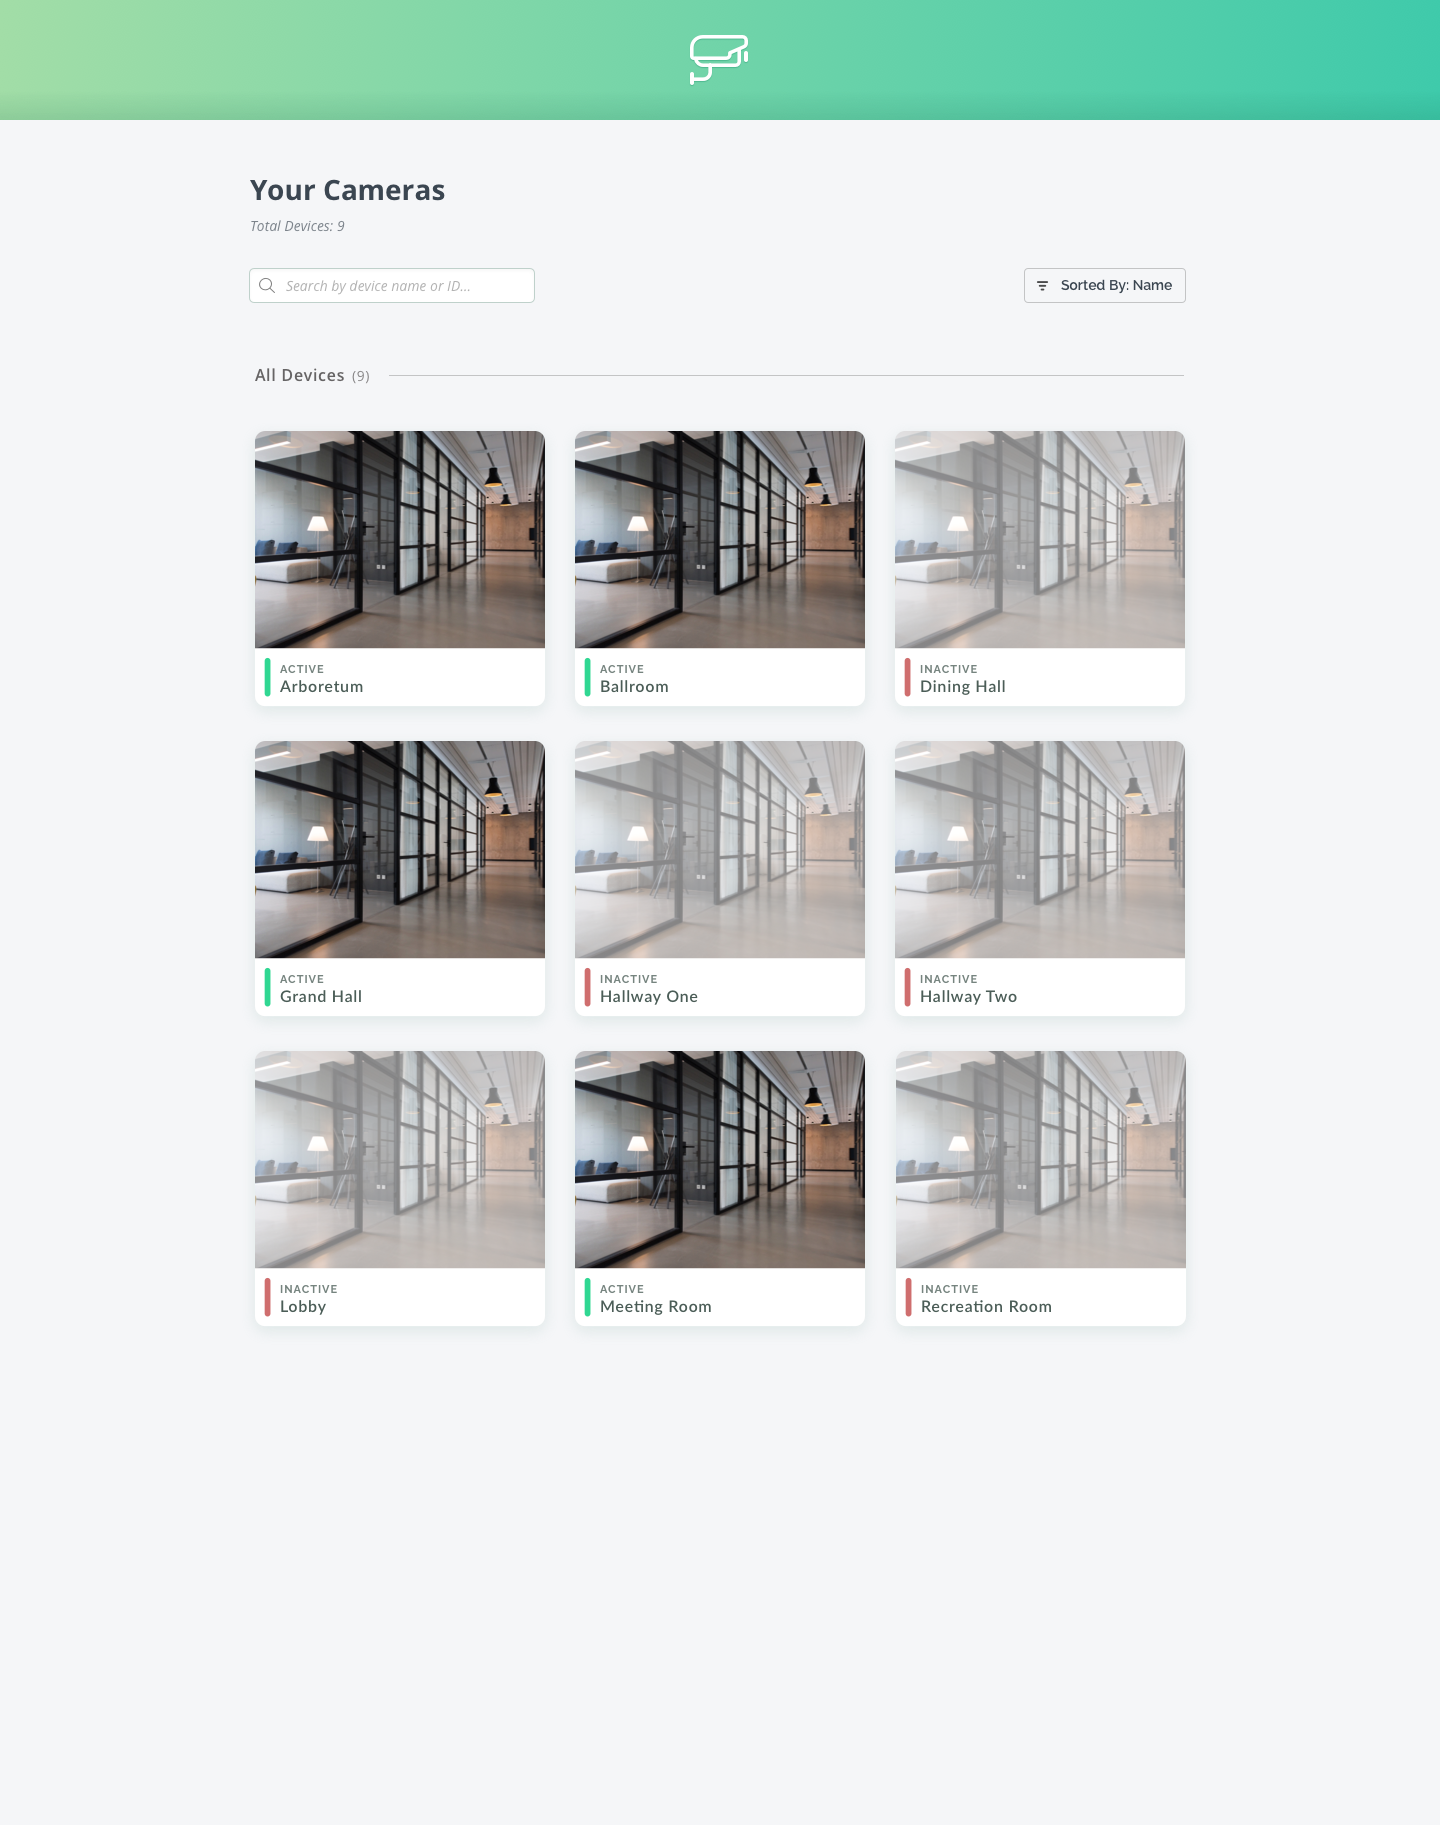 Your Cameras
Total Devices: 9
Search by device name or ID...
Sorted By: Name
All Devices (9)
ACTIVE
Arboretum
ACTIVE
Ballroom
INACTIVE
Dining Hall
ACTIVE
Grand Hall
INACTIVE
Hallway One
INACTIVE
Hallway Two
INACTIVE
Lobby
ACTIVE
Meeting Room
INACTIVE
Recreation Room